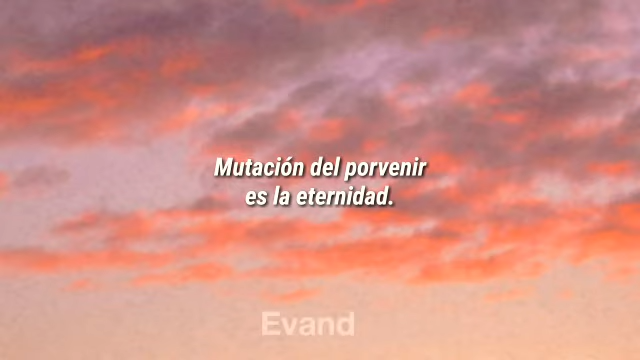 Mutación del porvenir
es la eternidad.
Evand